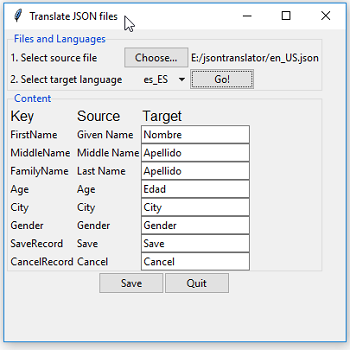 Translate JSON files
Files and Languages
1. Select source file Choose... E:/jsontranslator/en_US.json
2. Select target language es_ES Go!
Content
Key Source Target
FirstName Given Name Nombre
MiddleName Middle Name Apellido
FamilyName Last Name Apellido
Age Age Edad
City City City
Gender Gender Gender
SaveRecord Save Save
CancelRecord Cancel Cancel
Save Quit